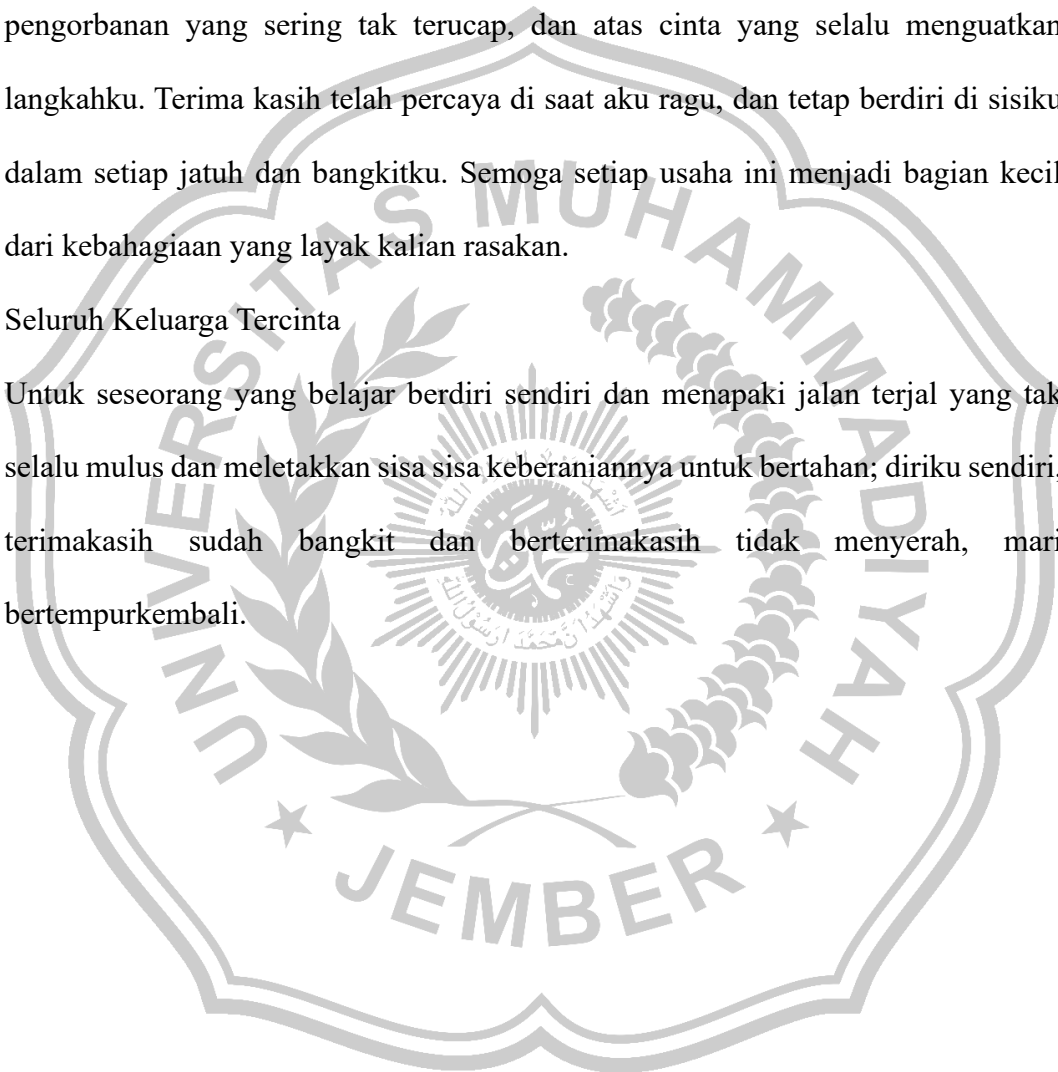 pengorbanan yang sering tak terucap, dan atas cinta yang selalu menguatkan
langkahku. Terima kasih telah percaya di saat aku ragu, dan tetap berdiri di sisiku
dalam setiap jatuh dan bangkitku. Semoga setiap usaha ini menjadi bagian kecil
dari kebahagiaan yang layak kalian rasakan.
Seluruh Keluarga Tercinta
Untuk seseorang yang belajar berdiri sendiri dan menapaki jalan terjal yang tak
selalu mulus dan meletakkan sisa sisa keberaniannya untuk bertahan; diriku sendiri,
terimakasih sudah bangkit dan berterimakasih tidak menyerah, mari
bertempurkembali.
UNIVERSITAS MUHAMMADIYAH
JEMBER